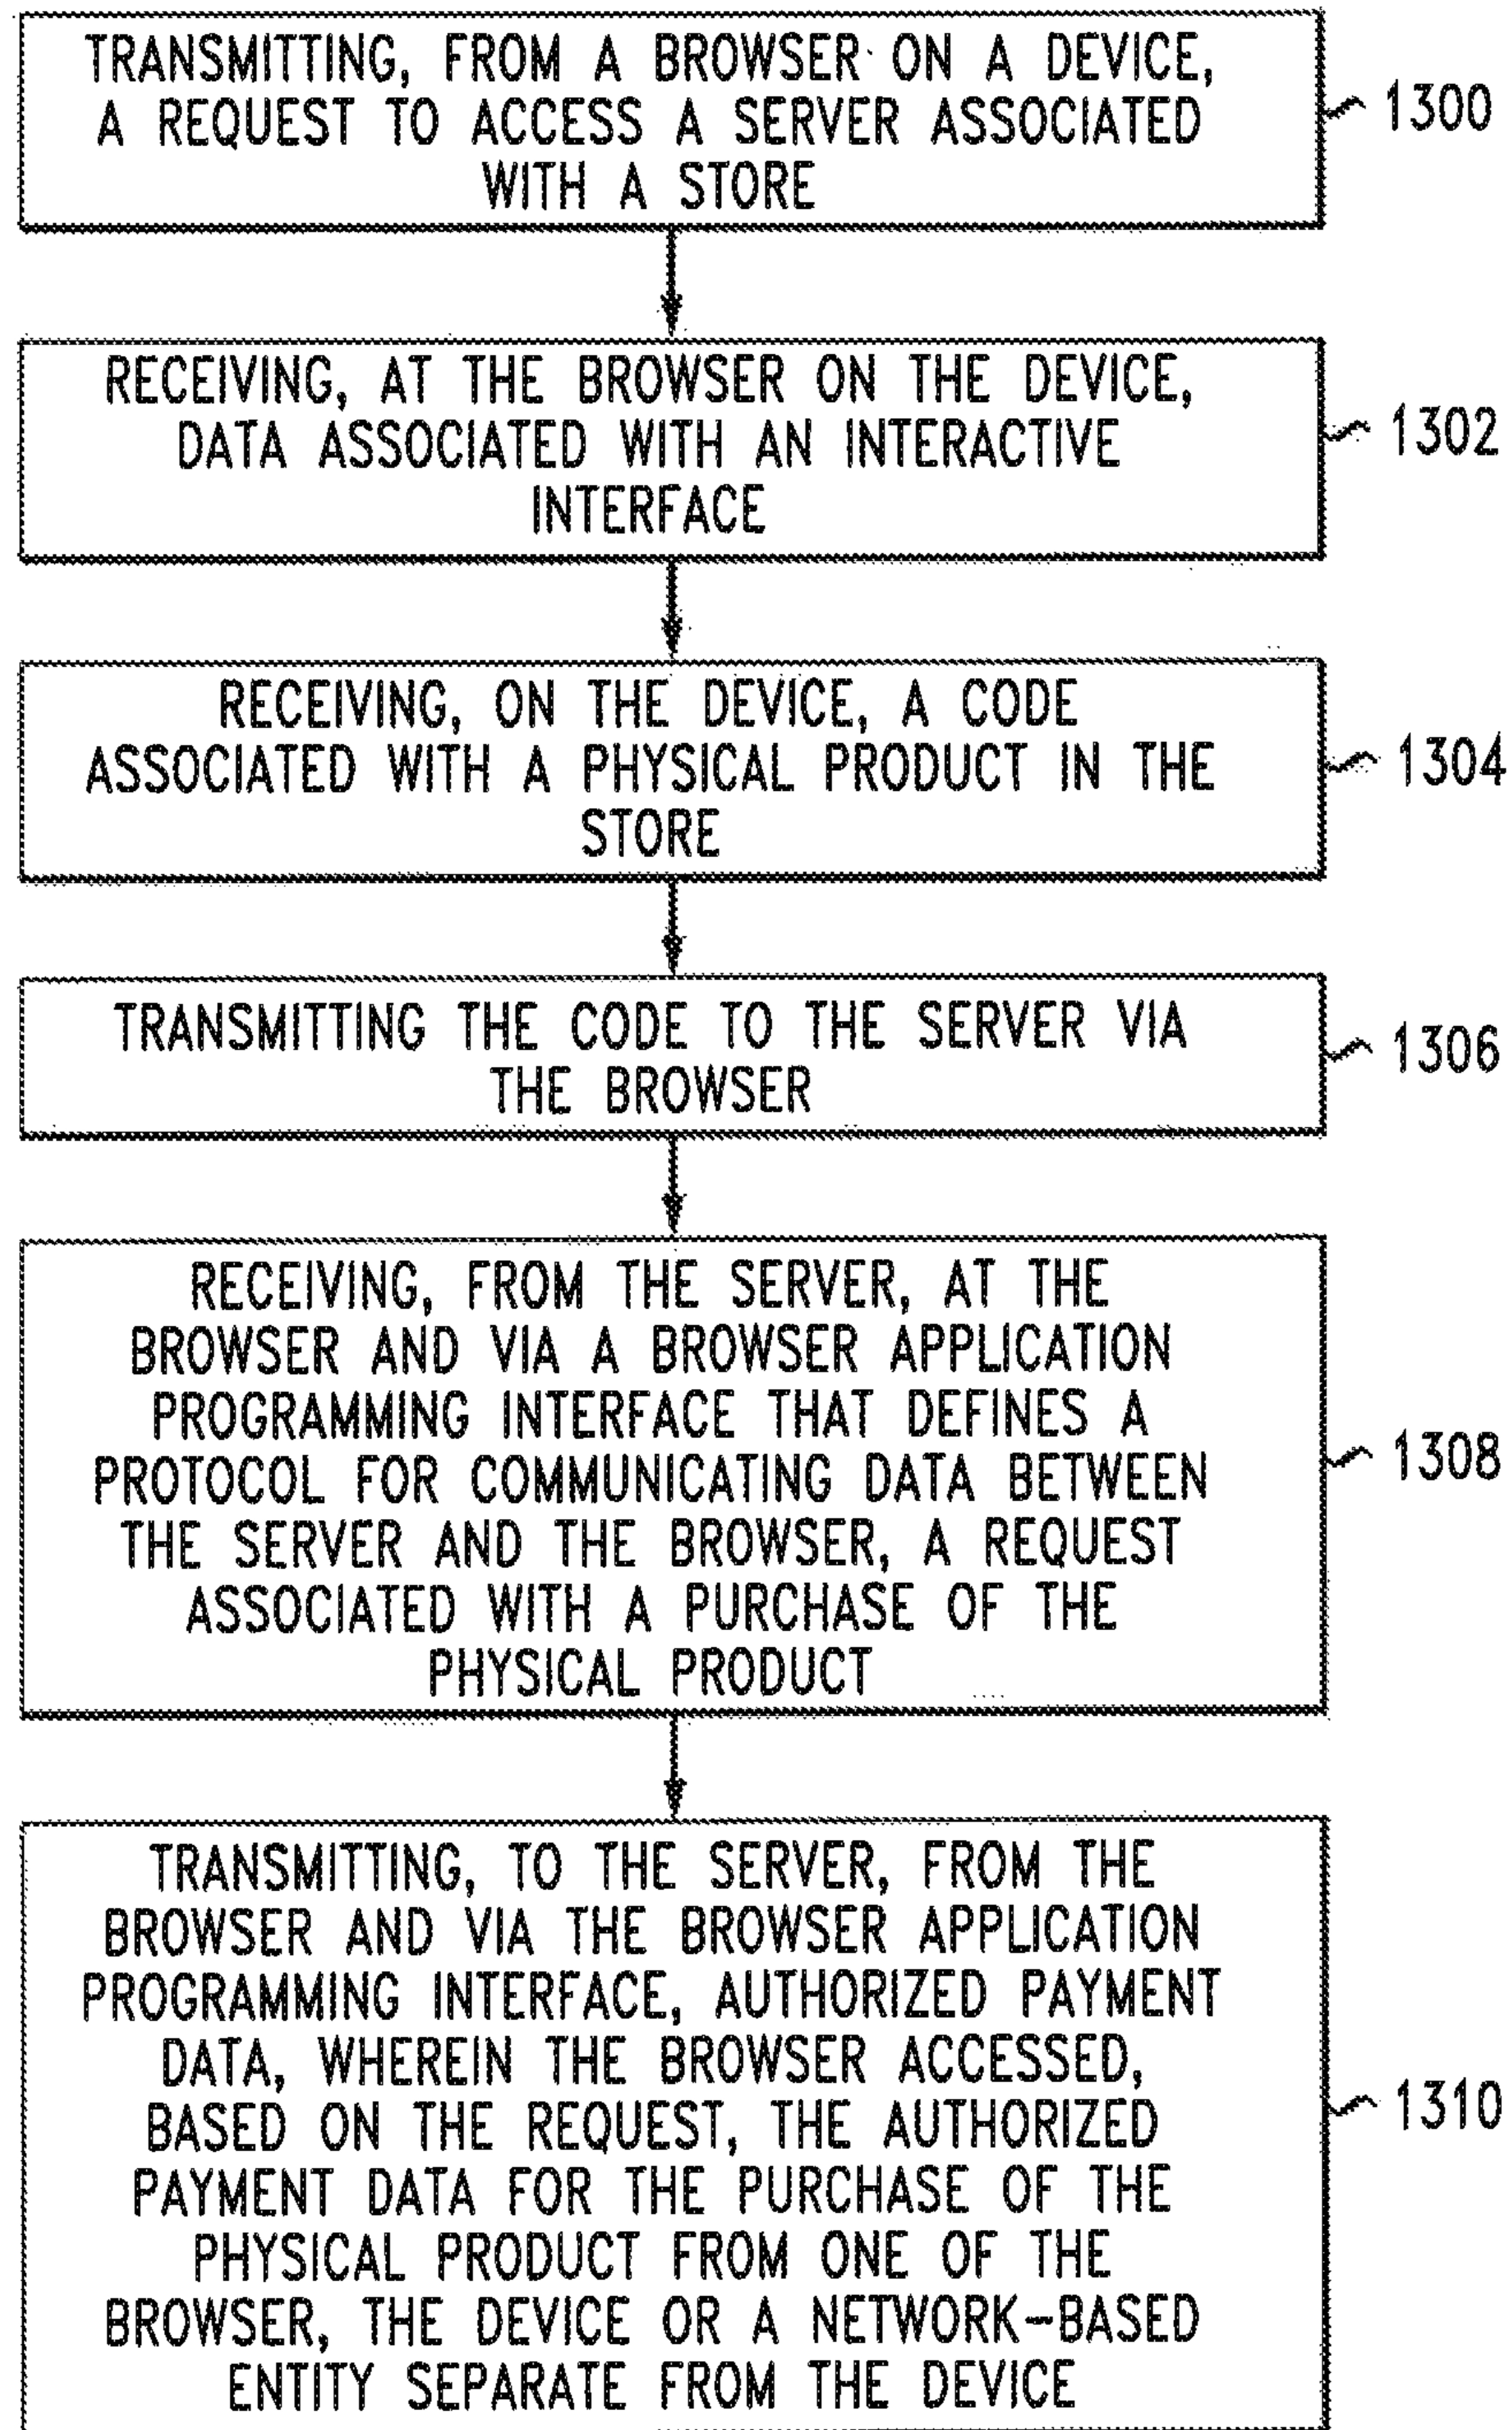 TRANSMITTING, FROM A BROWSER ON A DEVICE,
A REQUEST TO ACCESS A SERVER ASSOCIATED
WITH A STORE
1300
RECEIVING, AT THE BROWSER ON THE DEVICE,
DATA ASSOCIATED WITH AN INTERACTIVE
INTERFACE
1302
RECEIVING, ON THE DEVICE, A CODE
ASSOCIATED WITH A PHYSICAL PRODUCT IN THE
STORE
1304
TRANSMITTING THE CODE TO THE SERVER VIA
THE BROWSER
1306
RECEIVING, FROM THE SERVER, AT THE
BROWSER AND VIA A BROWSER APPLICATION
PROGRAMMING INTERFACE THAT DEFINES A
PROTOCOL FOR COMMUNICATING DATA BETWEEN
THE SERVER AND THE BROWSER, A REQUEST
ASSOCIATED WITH A PURCHASE OF THE
PHYSICAL PRODUCT
1308
TRANSMITTING, TO THE SERVER, FROM THE
BROWSER AND VIA THE BROWSER APPLICATION
PROGRAMMING INTERFACE, AUTHORIZED PAYMENT
DATA, WHEREIN THE BROWSER ACCESSED,
BASED ON THE REQUEST, THE AUTHORIZED
PAYMENT DATA FOR THE PURCHASE OF THE
PHYSICAL PRODUCT FROM ONE OF THE
BROWSER, THE DEVICE OR A NETWORK-BASED
ENTITY SEPARATE FROM THE DEVICE
1310